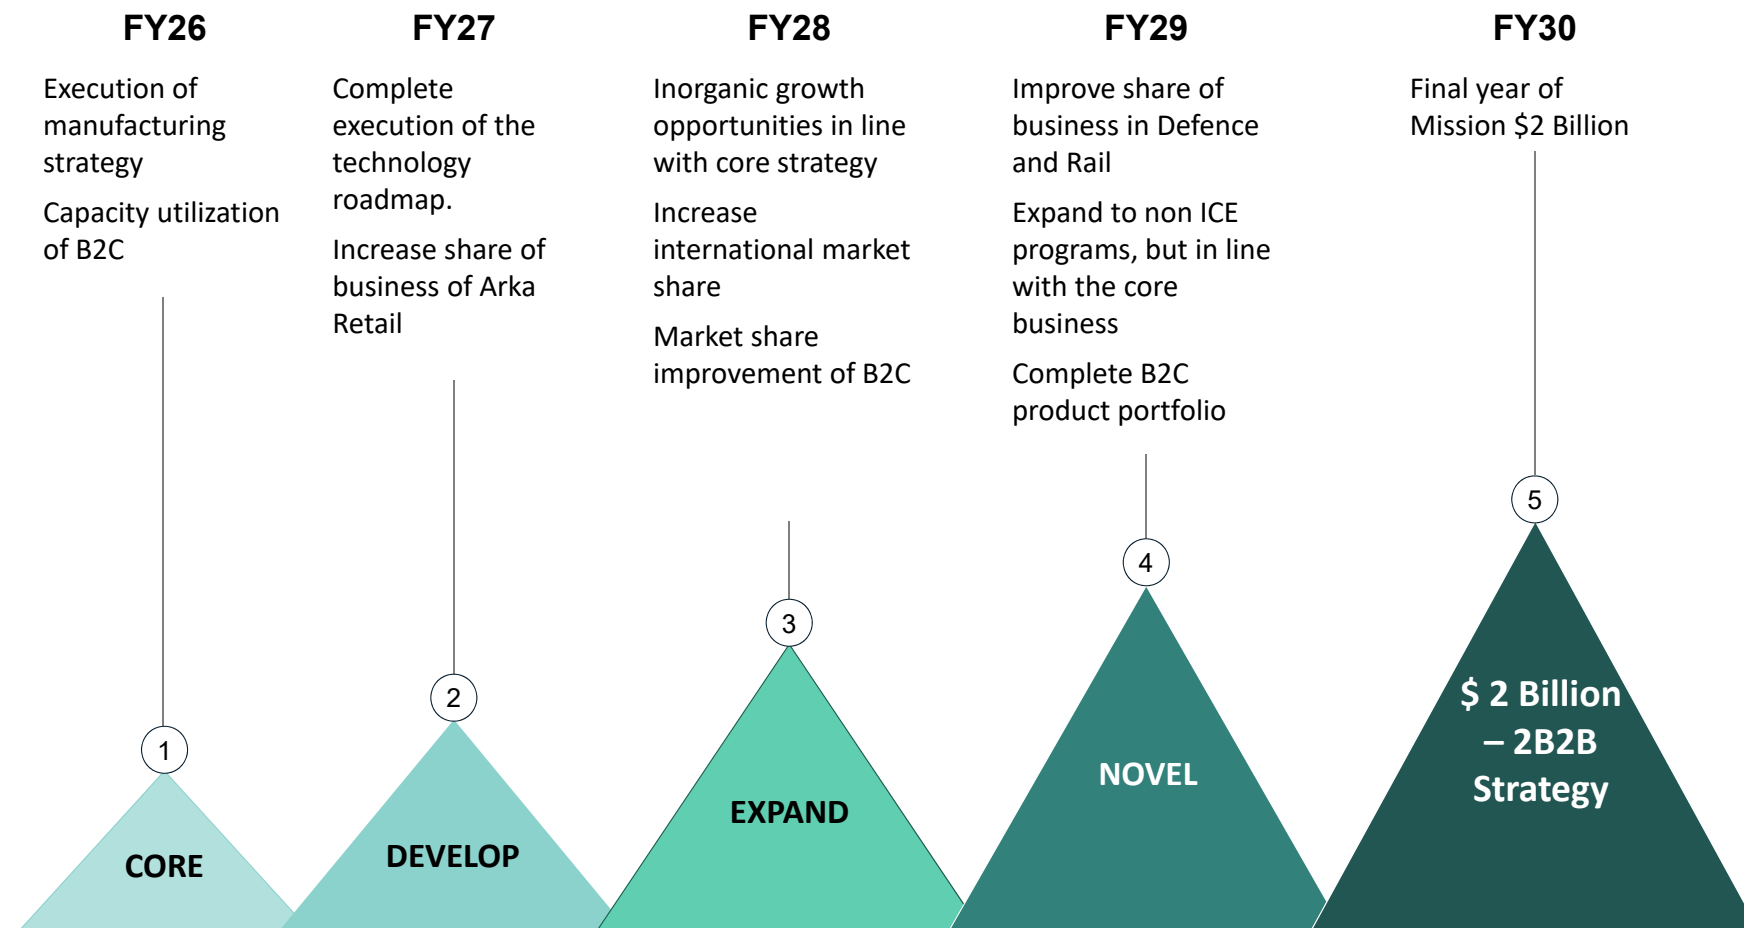 FY26
Execution of
manufacturing
strategy
Capacity utilization
of B2C
1
CORE
FY27
Complete
execution of the
technology
roadmap.
Increase share of
business of Arka
Retail
2
DEVELOP
FY28
Inorganic growth
opportunities in line
with core strategy
Increase
international market
share
Market share
improvement of B2C
3
EXPAND
FY29
Improve share of
business in Defence
and Rail
Expand to non ICE
programs, but in line
with the core
business
Complete B2C
product portfolio
4
NOVEL
FY30
Final year of
Mission $2 Billion
5
$ 2 Billion
– 2B2B
Strategy